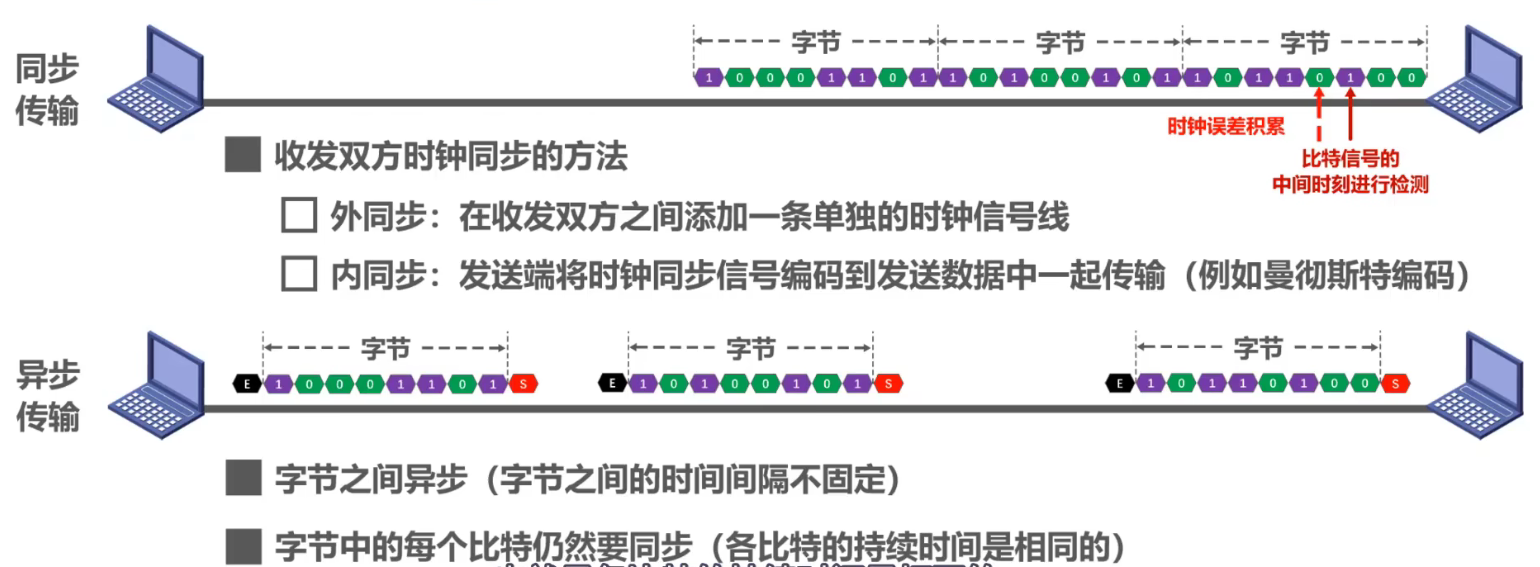 同步
传输
字节 字节 字节
1 0 0 0 1 1 0 1 1 0 1 0 0 1 0 1 1 0 1 1 0 1 0 0
时钟误差积累
比特信号的
中间时刻进行检测
收发双方时钟同步的方法
外同步：在收发双方之间添加一条单独的时钟信号线
内同步：发送端将时钟同步信号编码到发送数据中一起传输（例如曼彻斯特编码）
异步
传输
字节 字节 字节
E 1 0 0 0 1 1 0 1 S E 1 0 1 0 0 1 0 1 S E 1 0 1 1 0 1 0 0 S
字节之间异步（字节之间的时间间隔不固定）
字节中的每个比特仍然要同步（各比特的持续时间是相同的）